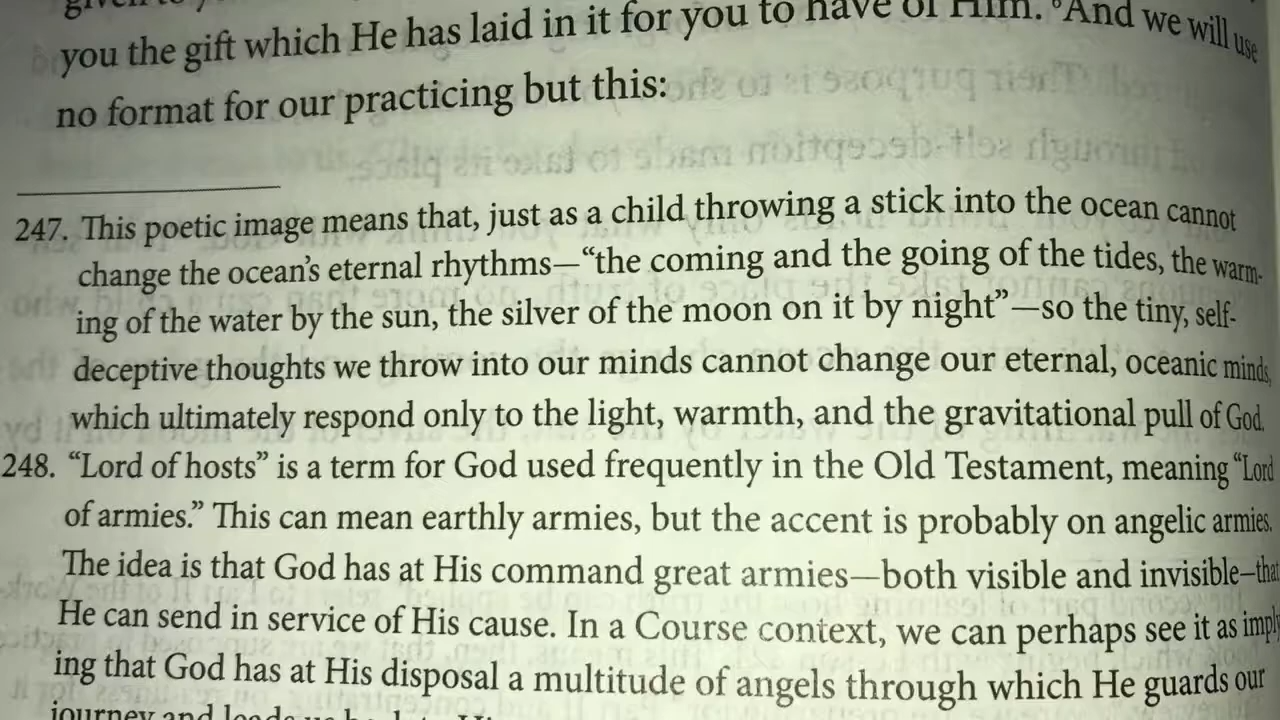 you the gift which He has laid in it for you to have of Him. ⁶And we will use
no format for our practicing but this:
247. This poetic image means that, just as a child throwing a stick into the ocean cannot
change the ocean's eternal rhythms—“the coming and the going of the tides, the warm-
ing of the water by the sun, the silver of the moon on it by night”—so the tiny, self-
deceptive thoughts we throw into our minds cannot change our eternal, oceanic minds,
which ultimately respond only to the light, warmth, and the gravitational pull of God.
248. “Lord of hosts” is a term for God used frequently in the Old Testament, meaning “Lord
of armies.” This can mean earthly armies, but the accent is probably on angelic armies.
The idea is that God has at His command great armies—both visible and invisible—that
He can send in service of His cause. In a Course context, we can perhaps see it as imply
ing that God has at His disposal a multitude of angels through which He guards our
journey and